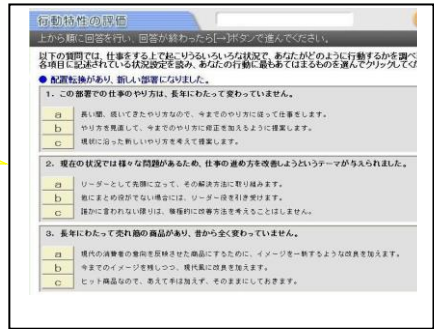 行動特性の評価
上から順に回答を行い、回答が終わったら[→]ボタンで進んでください。
以下の質問では、仕事をする上で起こりうるいろいろな状況で、あなたがどのように行動するかを調べ
各項目に記述されている状況設定を読み、あなたの行動に最もあてはまるものを選んでクリックしてくだ
● 配置転換があり、新しい部署になりました。
1. この部署での仕事のやり方は、長年にわたって変わっていません。
a 長い間、続いてきたやり方なので、今までのやり方に従って仕事をします。
b やり方を見直して、今までのやり方に修正を加えるように提案します。
c 現状に沿った新しいやり方を考えて提案します。
2. 現在の状況では様々な問題があるため、仕事の進め方を改善しようというテーマが与えられました。
a リーダーとして先頭に立って、その解決方法に取り組みます。
b 他にまとめ役がでない場合には、リーダー役を引き受けます。
c 誰かに言われない限りは、積極的に改善方法を考えることはしません。
3. 長年にわたって売れ筋の商品があり、昔から全く変わっていません。
a 現代の消費者の意向を反映させた商品にするために、イメージを一新するような改良を加えます。
b 今までのイメージを残しつつ、現代風に改良を加えます。
c ヒット商品なので、あえて手は加えず、そのままにしておきます。